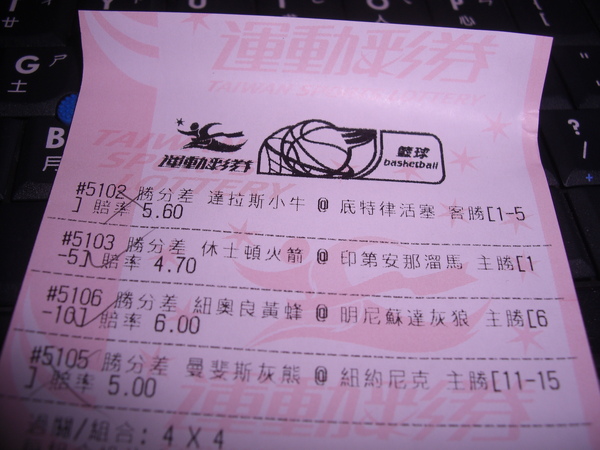 運動彩券
TAIWAN SPORTS LOTTERY
運動彩券
籃球
basketball
#5102 勝分差 達拉斯小牛 @ 底特律活塞 客勝[1-5
] 賠率 5.60
#5103 勝分差 休士頓火箭 @ 印第安那溜馬 主勝[1
-5] 賠率 4.70
#5106 勝分差 紐奧良黃蜂 @ 明尼蘇達灰狼 主勝[6
-10] 賠率 6.00
#5105 勝分差 曼斐斯灰熊 @ 紐約尼克 主勝[11-15
] 賠率 5.00
過關/組合: 4 X 4